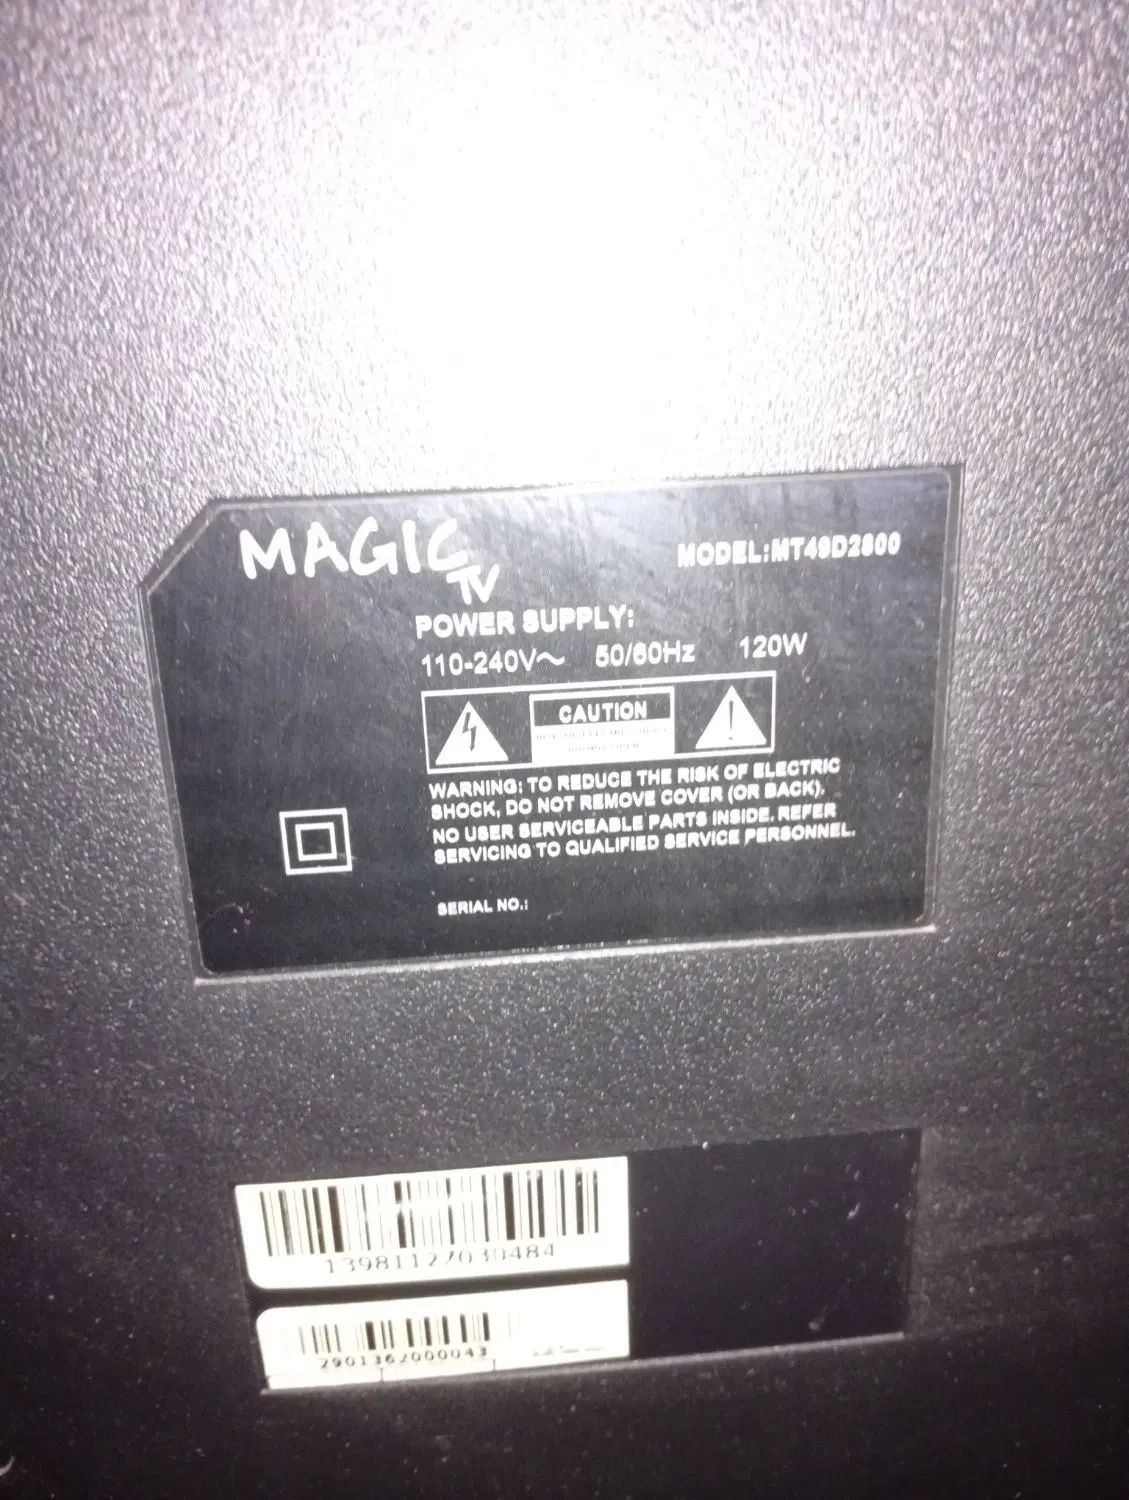 MAGIC TV
MODEL:MT49D2800
POWER SUPPLY:
110-240V~ 50/60Hz 120W
CAUTION
WARNING: TO REDUCE THE RISK OF ELECTRIC
SHOCK, DO NOT REMOVE COVER (OR BACK).
NO USER SERVICEABLE PARTS INSIDE. REFER
SERVICING TO QUALIFIED SERVICE PERSONNEL.
SERIAL NO.:
13981127030484